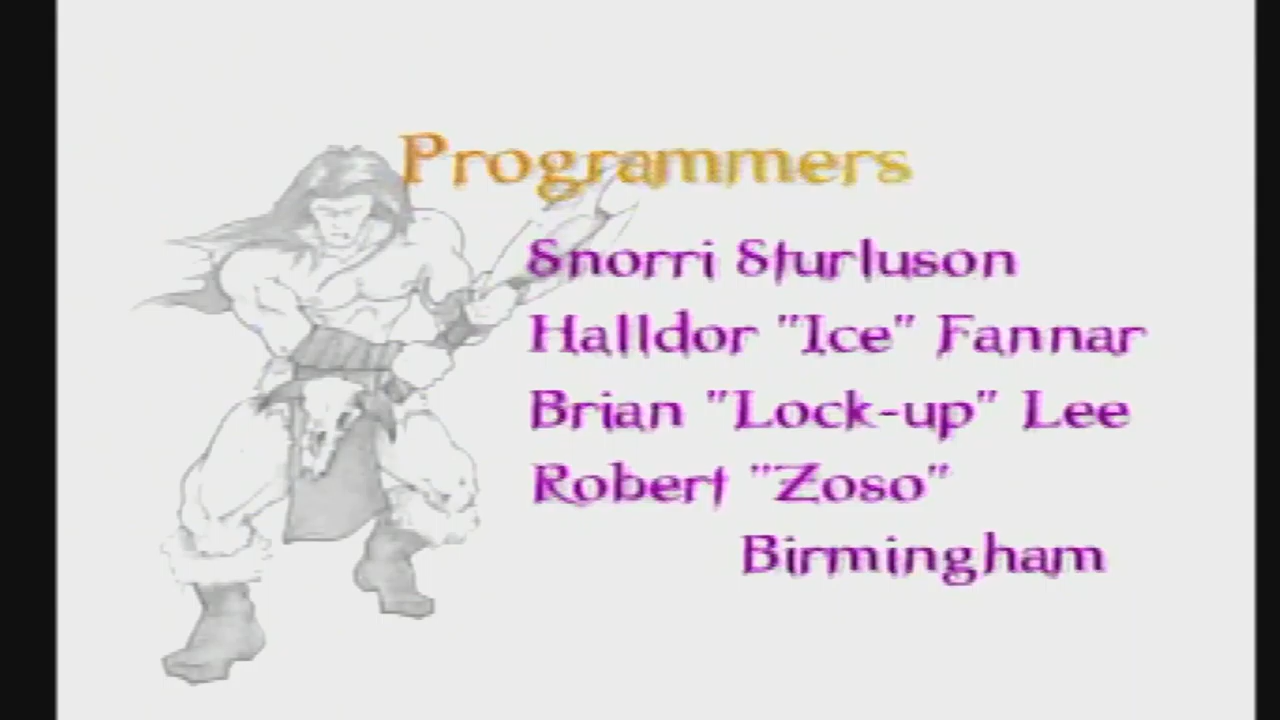 Programmers
Snorri Sturluson
Halldor "Ice" Fannar
Brian "Lock-up" Lee
Robert "Zoso"
Birmingham